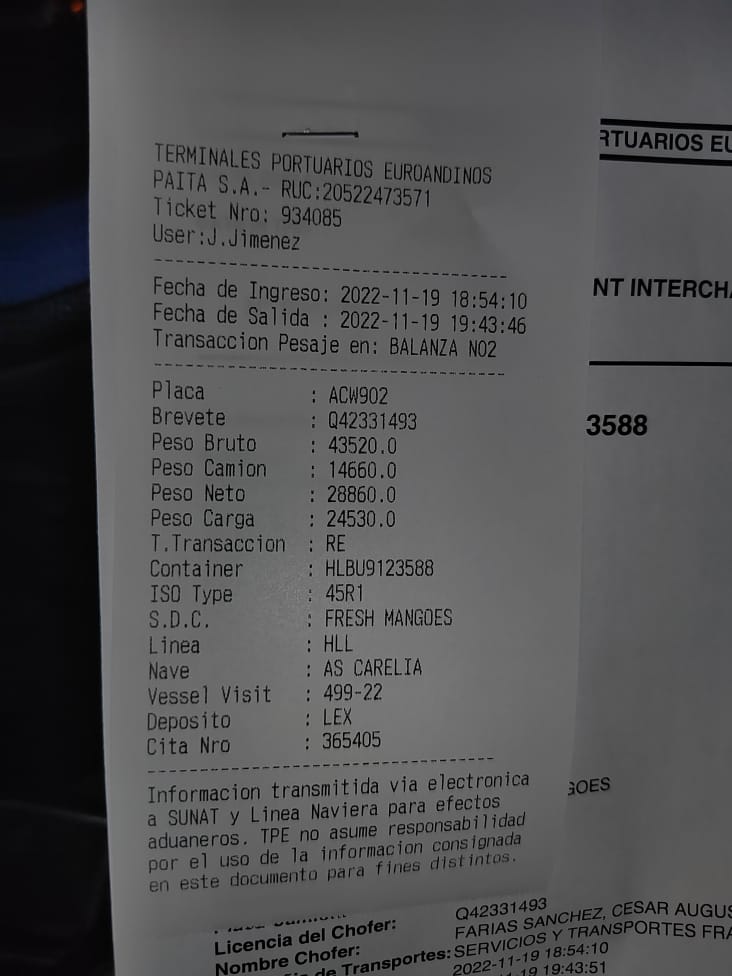 TERMINALES PORTUARIOS EUROANDINOS
PAITA S.A.- RUC:20522473571
Ticket Nro: 934085
User:J.Jimenez
Fecha de Ingreso: 2022-11-19 18:54:10
Fecha de Salida : 2022-11-19 19:43:46
Transaccion Pesaje en: BALANZA NO2
Placa : ACW902
Brevete : Q42331493
Peso Bruto : 43520.0
Peso Camion : 14660.0
Peso Neto : 28860.0
Peso Carga : 24530.0
T.Transaccion : RE
Container : HLBU9123588
ISO Type : 45R1
S.D.C. : FRESH MANGOES
Linea : HLL
Nave : AS CARELIA
Vessel Visit : 499-22
Deposito : LEX
Cita Nro : 365405
Informacion transmitida via electronica
a SUNAT y Linea Naviera para efectos
aduaneros. TPE no asume responsabilidad
por el uso de la informacion consignada
en este documento para fines distintos.
RTUARIOS EU
NT INTERCHA
3588
GOES
Licencia del Chofer: Q42331493
Nombre Chofer: FARIAS SANCHEZ, CESAR AUGUS
de Transportes: SERVICIOS Y TRANSPORTES FRA
2022-11-19 18:54:10
19 19:43:51